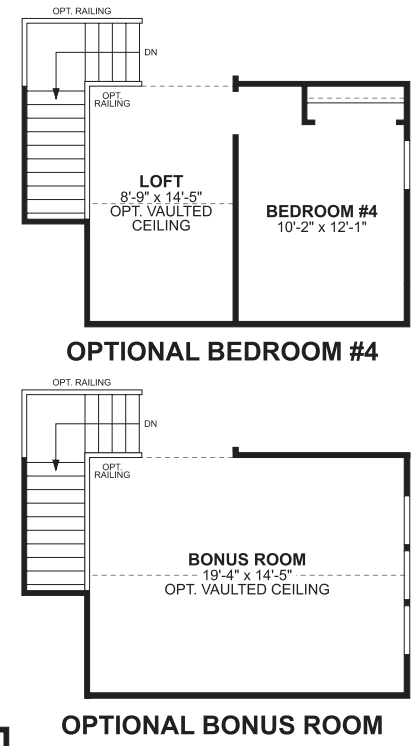 OPT. RAILING
DN
OPT.
RAILING
LOFT
8'-9" x 14'-5"
OPT. VAULTED
CEILING
BEDROOM #4
10'-2" x 12'-1"
OPTIONAL BEDROOM #4
OPT. RAILING
DN
OPT.
RAILING
BONUS ROOM
19'-4" x 14'-5"
OPT. VAULTED CEILING
OPTIONAL BONUS ROOM